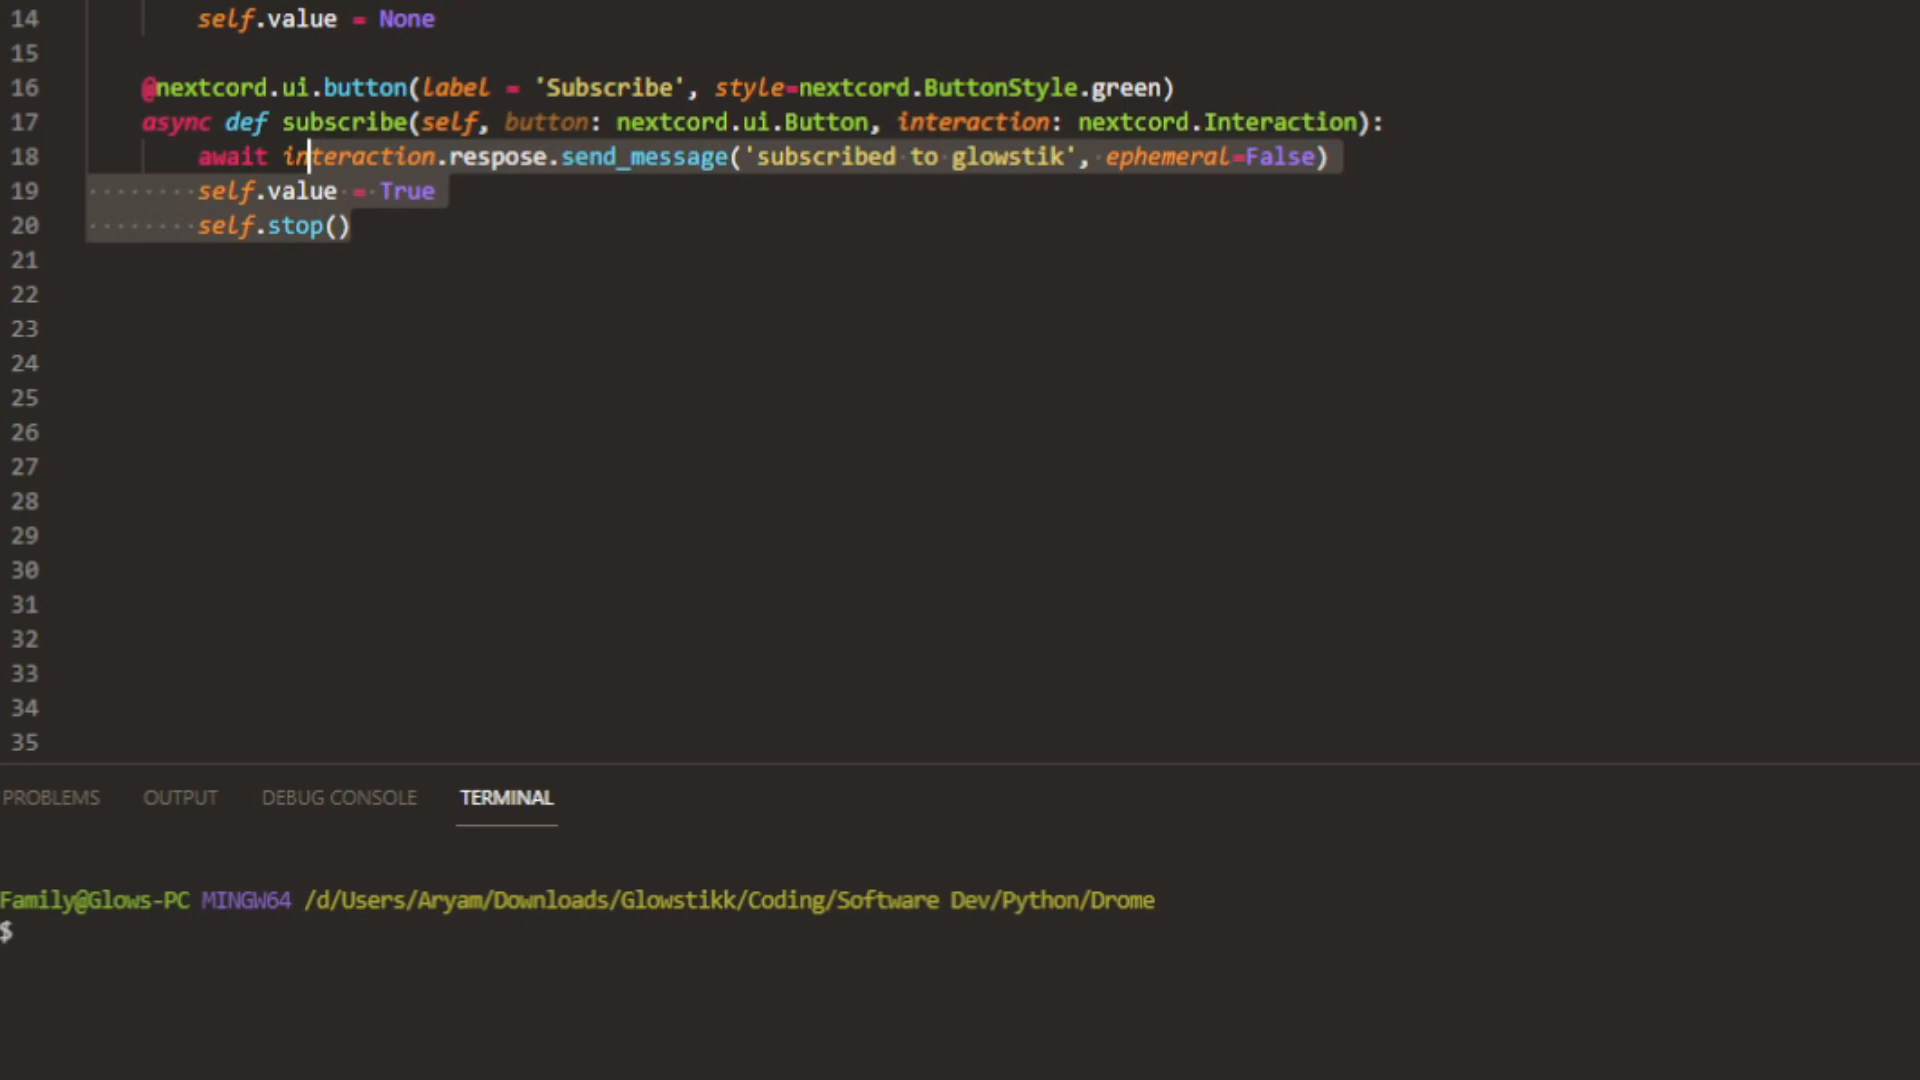 14 self.value = None
15
16 @nextcord.ui.button(label = 'Subscribe', style=nextcord.ButtonStyle.green)
17 async def subscribe(self, button: nextcord.ui.Button, interaction: nextcord.Interaction):
18 await interaction.respose.send_message('subscribed to glowstik', ephemeral=False)
19 self.value = True
20 self.stop()
21
22
23
24
25
26
27
28
29
30
31
32
33
34
35
PROBLEMS OUTPUT DEBUG CONSOLE TERMINAL
Family@Glows-PC MINGW64 /d/Users/Aryam/Downloads/Glowstikk/Coding/Software Dev/Python/Drome
$